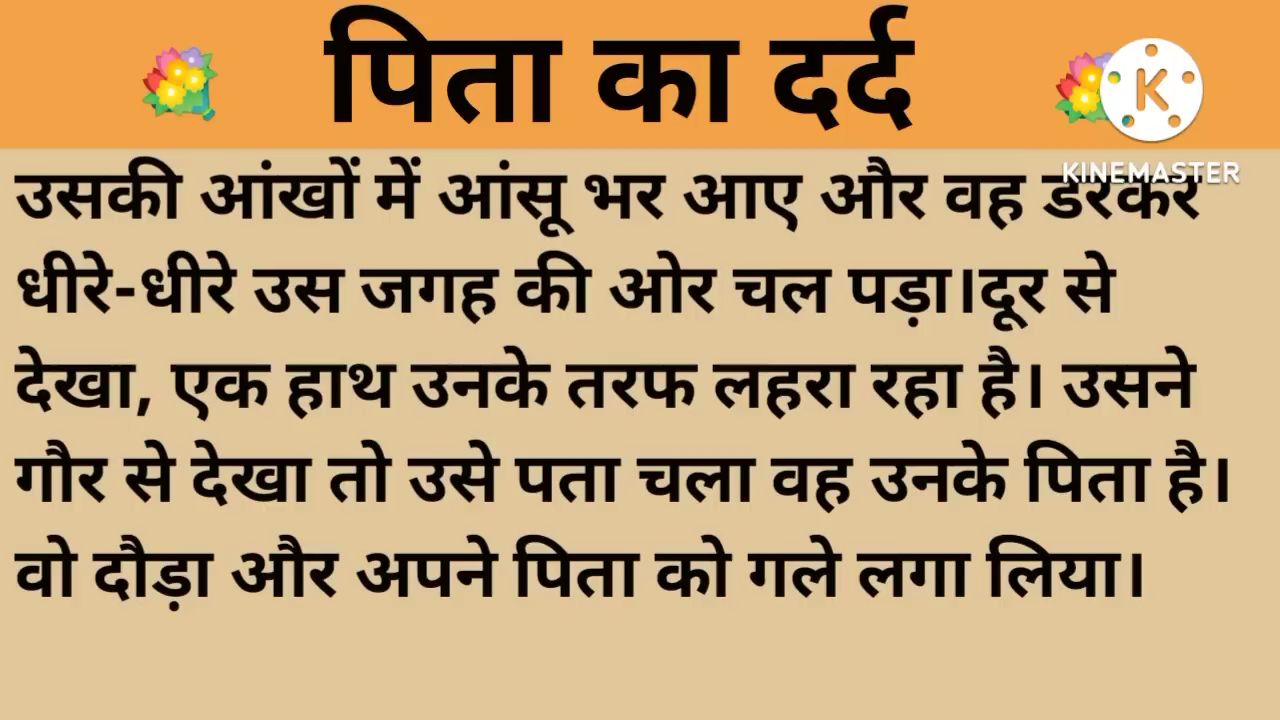 पिता का दर्द
K
KINEMASTER
उसकी आंखों में आंसू भर आए और वह डरकर
धीरे-धीरे उस जगह की ओर चल पड़ा।दूर से
देखा, एक हाथ उनके तरफ लहरा रहा है। उसने
गौर से देखा तो उसे पता चला वह उनके पिता है।
वो दौड़ा और अपने पिता को गले लगा लिया।